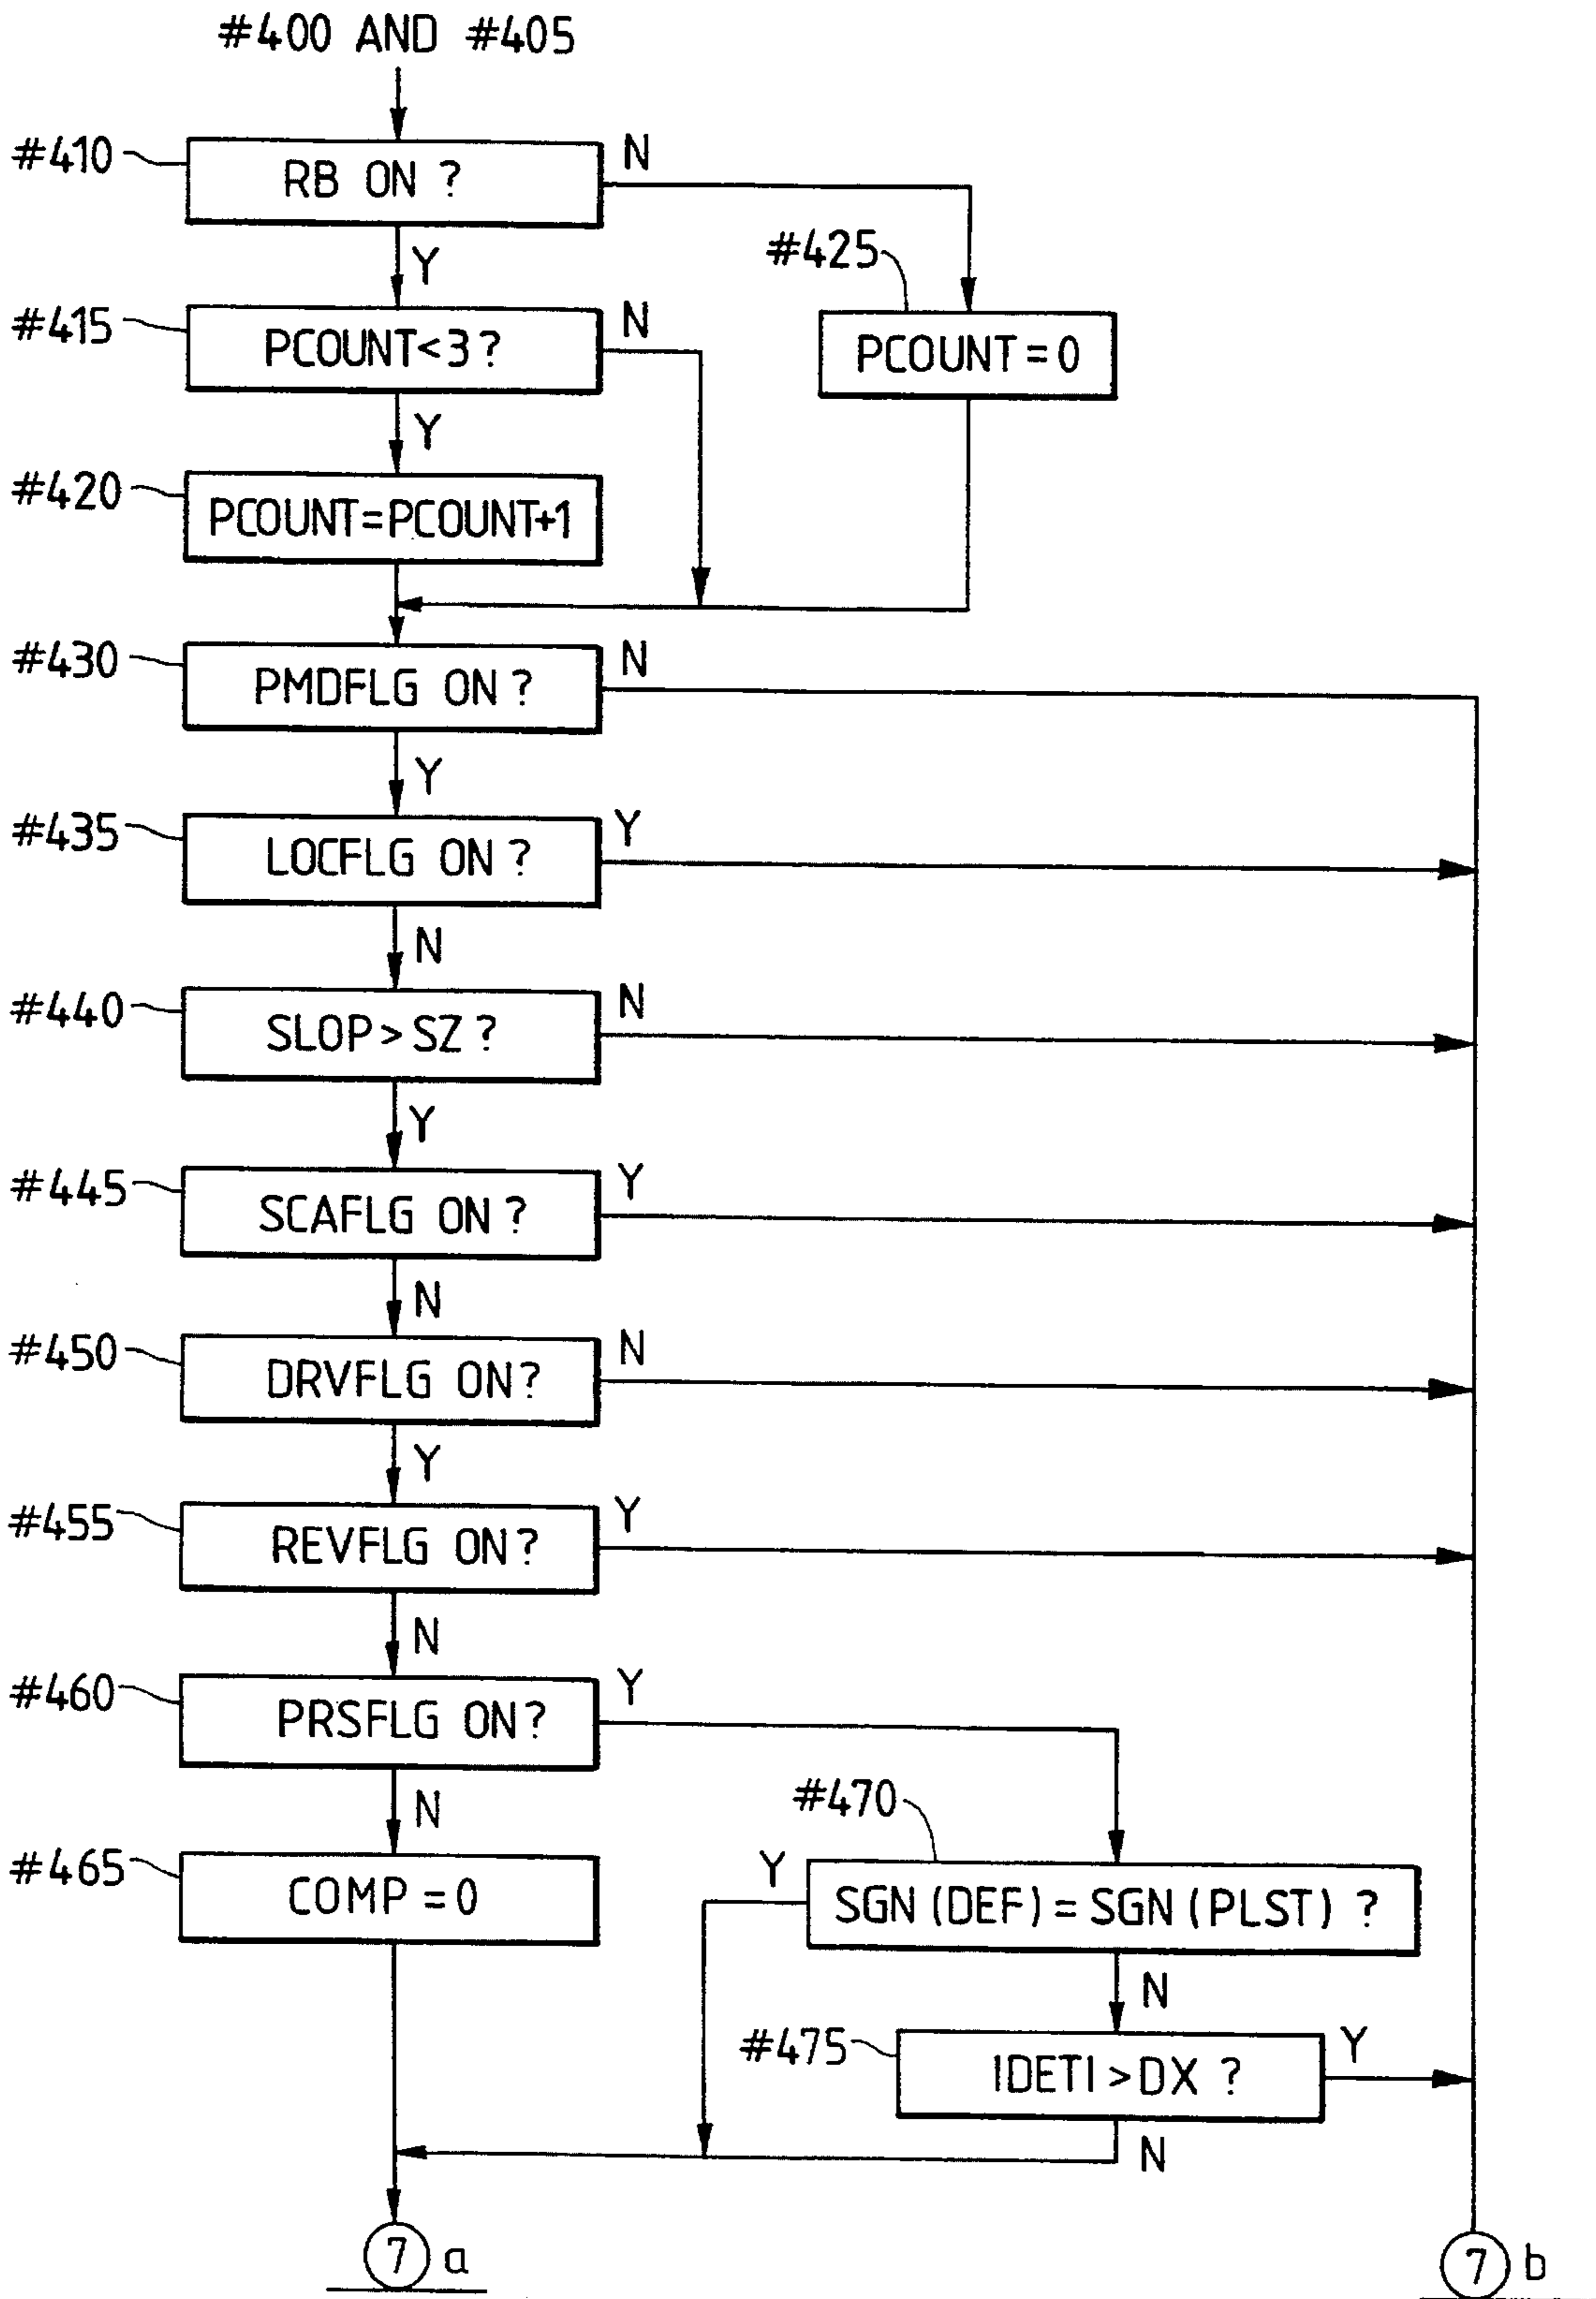 #400 AND #405
#410
RB ON ?
N
Y
#425
#415
PCOUNT<3?
N
PCOUNT=0
Y
#420
PCOUNT=PCOUNT+1
#430
PMDFLG ON?
N
Y
#435
LOCFLG ON?
Y
N
#440
SLOP>SZ?
N
Y
#445
SCAFLG ON?
Y
N
#450
DRVFLG ON?
N
Y
#455
REVFLG ON?
Y
N
#460
PRSFLG ON?
Y
N
#470
#465
COMP=0
Y
SGN(DEF)=SGN(PLST) ?
N
#475
IDETI>DX ?
Y
N
7 a
7 b